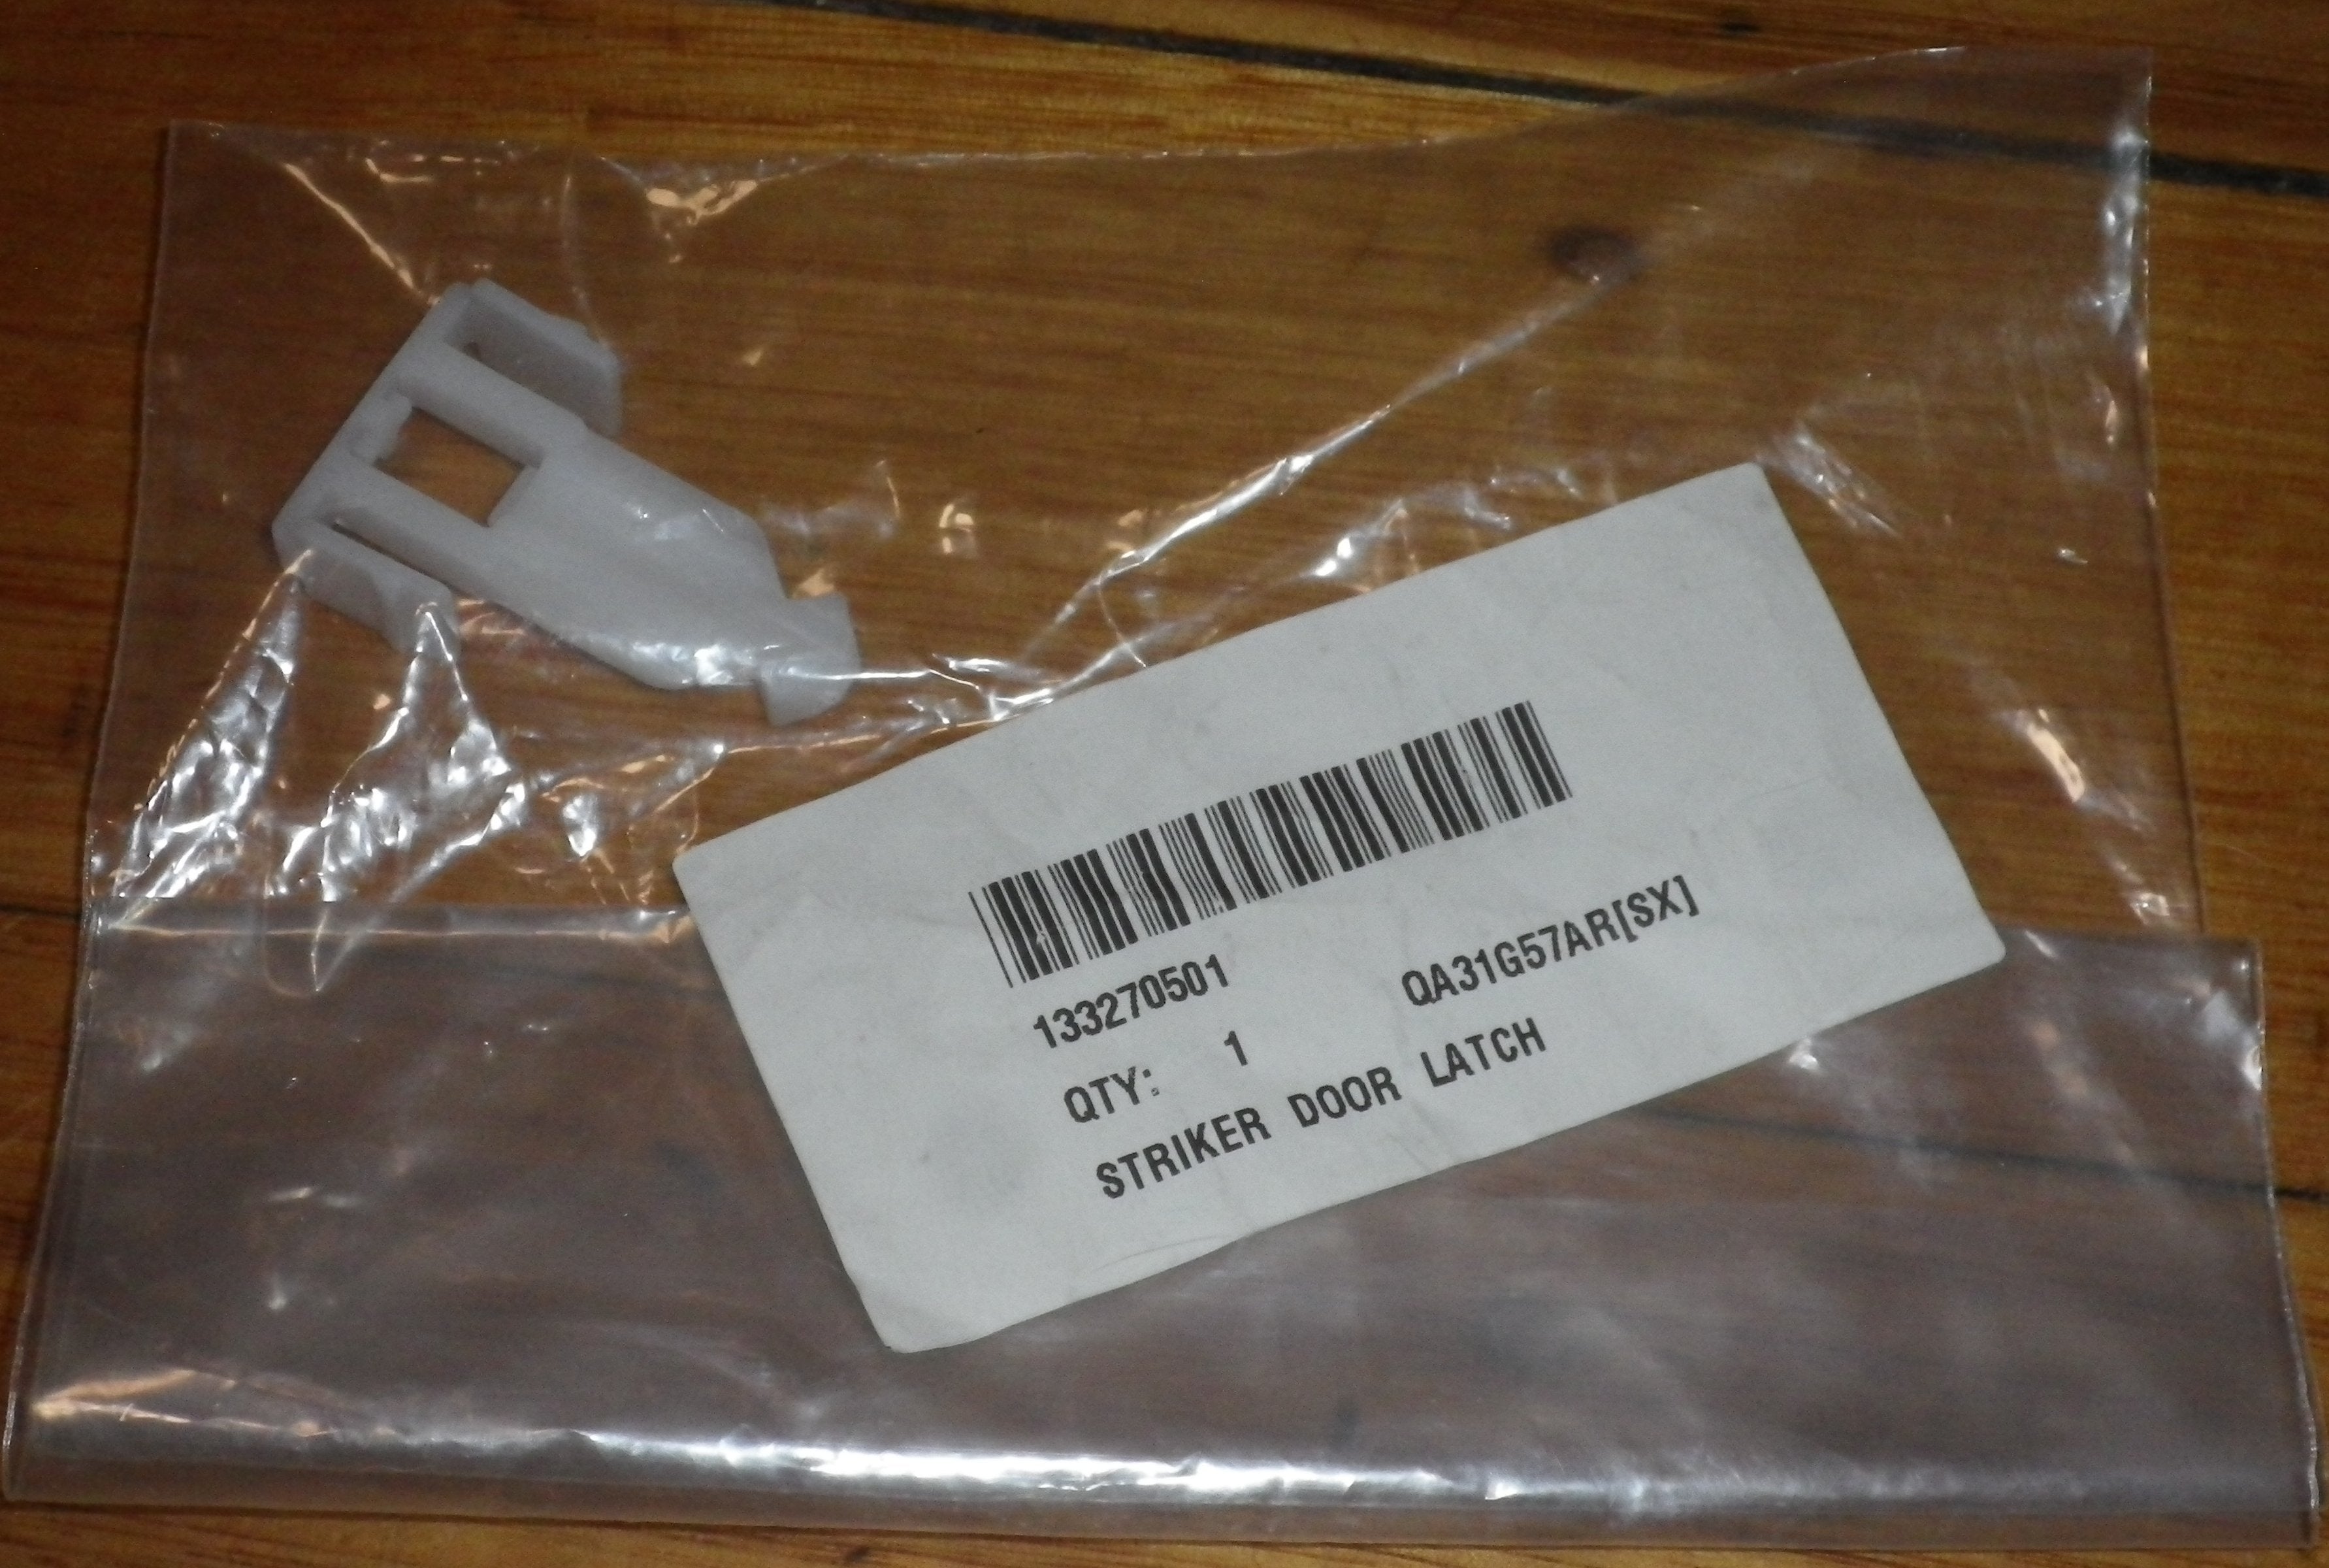 133270501 QA31G57AR[SX]
QTY: 1
STRIKER DOOR LATCH